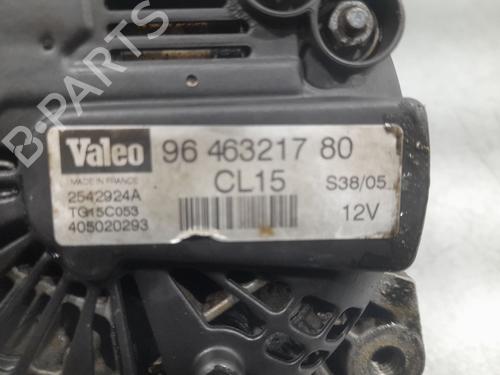 Valeo
96 463217 80
MADE IN FRANCE
CL15
S38/05
2542924A
TG15C053
12V
405020293
B-PARTS